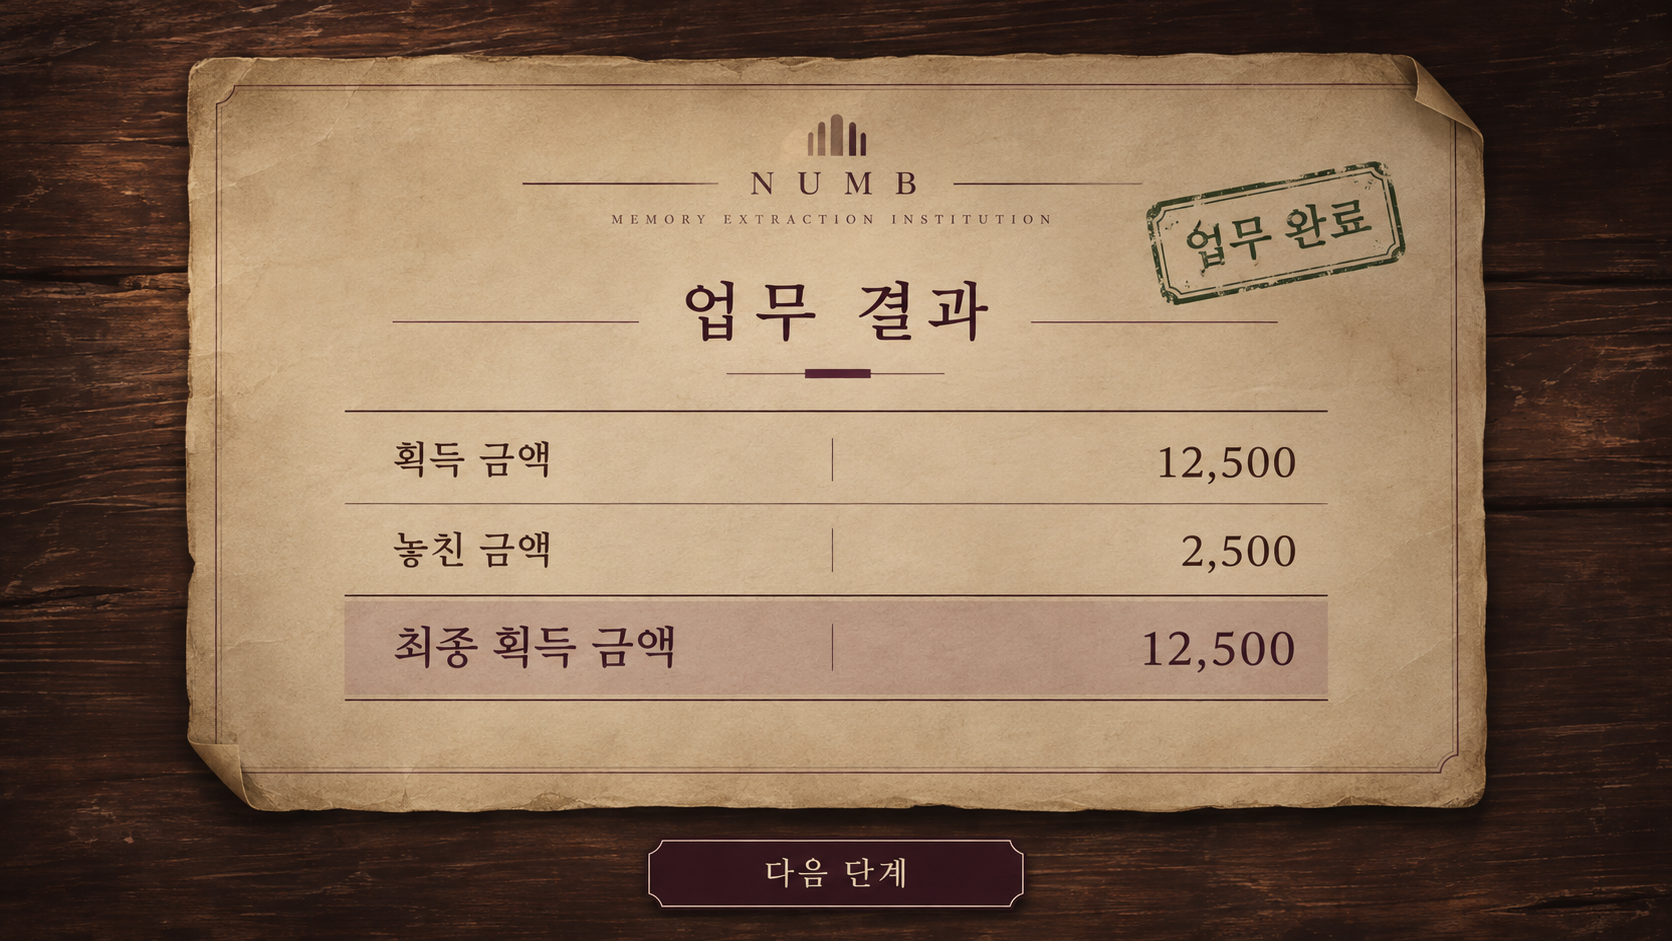 NUMB
MEMORY EXTRACTION INSTITUTION
업무 완료
업무 결과
획득 금액 12,500
놓친 금액 2,500
최종 획득 금액 12,500
다음 단계